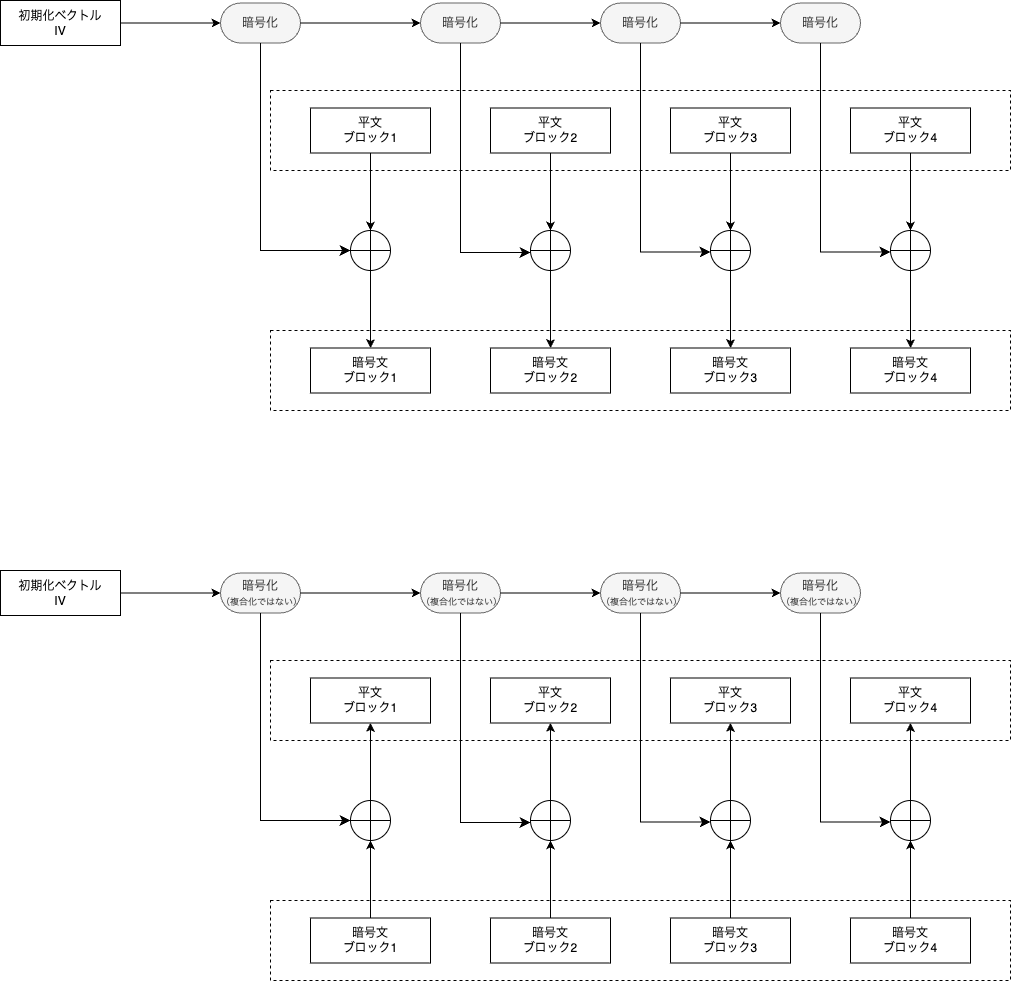 初期化ベクトル
IV
暗号化
暗号化
暗号化
暗号化
平文
ブロック1
平文
ブロック2
平文
ブロック3
平文
ブロック4
暗号文
ブロック1
暗号文
ブロック2
暗号文
ブロック3
暗号文
ブロック4
初期化ベクトル
IV
暗号化
(複合化ではない)
暗号化
(複合化ではない)
暗号化
(複合化ではない)
暗号化
(複合化ではない)
平文
ブロック1
平文
ブロック2
平文
ブロック3
平文
ブロック4
暗号文
ブロック1
暗号文
ブロック2
暗号文
ブロック3
暗号文
ブロック4